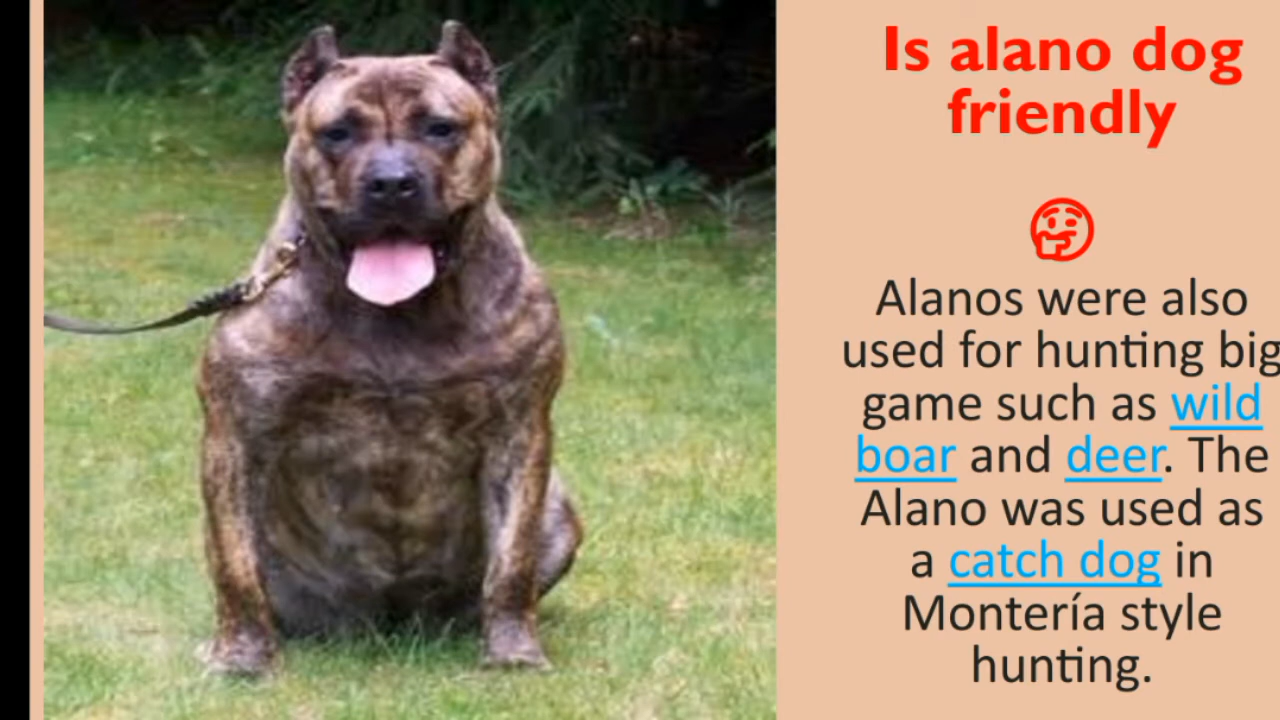 Is alano dog
friendly
Alanos were also
used for hunting big
game such as wild
boar and deer. The
Alano was used as
a catch dog in
Montería style
hunting.